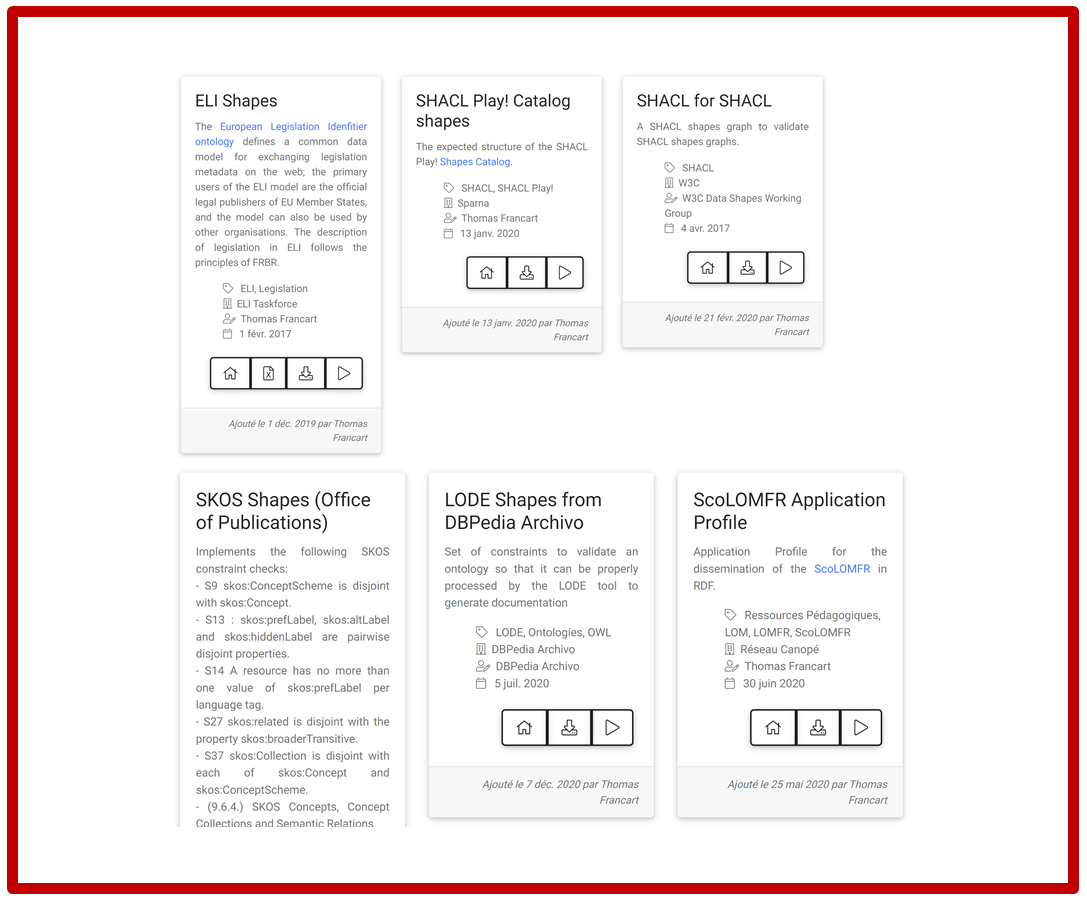 ELI Shapes
The European Legislation Idenfitier
ontology defines a common data
model for exchanging legislation
metadata on the web; the primary
users of the ELI model are the official
legal publishers of EU Member States,
and the model can also be used by
other organisations. The description
of legislation in ELI follows the
principles of FRBR.
ELI, Legislation
ELI Taskforce
Thomas Francart
1 févr. 2017
Ajouté le 1 déc. 2019 par Thomas
Francart
SHACL Play! Catalog
shapes
The expected structure of the SHACL
Play! Shapes Catalog.
SHACL, SHACL Play!
Sparna
Thomas Francart
13 janv. 2020
Ajouté le 13 janv. 2020 par Thomas
Francart
SHACL for SHACL
A SHACL shapes graph to validate
SHACL shapes graphs.
SHACL
W3C
W3C Data Shapes Working
Group
4 avr. 2017
Ajouté le 21 févr. 2020 par Thomas
Francart
SKOS Shapes (Office
of Publications)
Implements the following SKOS
constraint checks:
- S9 skos:ConceptScheme is disjoint
with skos:Concept.
- S13 : skos:prefLabel, skos:altLabel
and skos:hiddenLabel are pairwise
disjoint properties.
- S14 A resource has no more than
one value of skos:prefLabel per
language tag.
- S27 skos:related is disjoint with the
property skos:broaderTransitive.
- S37 skos:Collection is disjoint with
each of skos:Concept and
skos:ConceptScheme.
- (9.6.4.) SKOS Concepts, Concept
Collections and Semantic Relations
LODE Shapes from
DBPedia Archivo
Set of constraints to validate an
ontology so that it can be properly
processed by the LODE tool to
generate documentation
LODE, Ontologies, OWL
DBPedia Archivo
DBPedia Archivo
5 juil. 2020
Ajouté le 7 déc. 2020 par Thomas
Francart
ScoLOMFR Application
Profile
Application Profile for the
dissemination of the ScoLOMFR in
RDF.
Ressources Pédagogiques,
LOM, LOMFR, ScoLOMFR
Réseau Canopé
Thomas Francart
30 juin 2020
Ajouté le 25 mai 2020 par Thomas
Francart